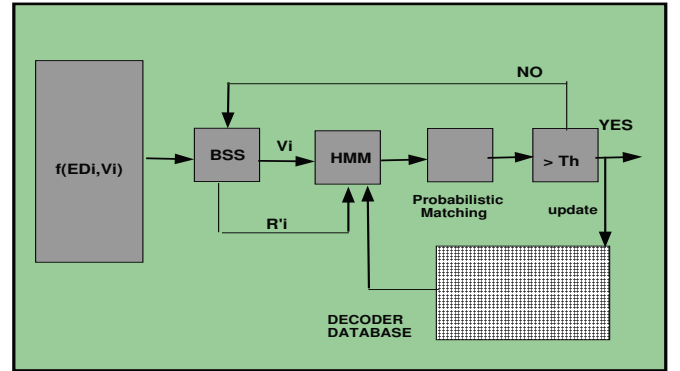 NO
YES
f(EDi,Vi)
BSS
Vi
HMM
> Th
Probabilistic
Matching
update
R'i
DECODER
DATABASE